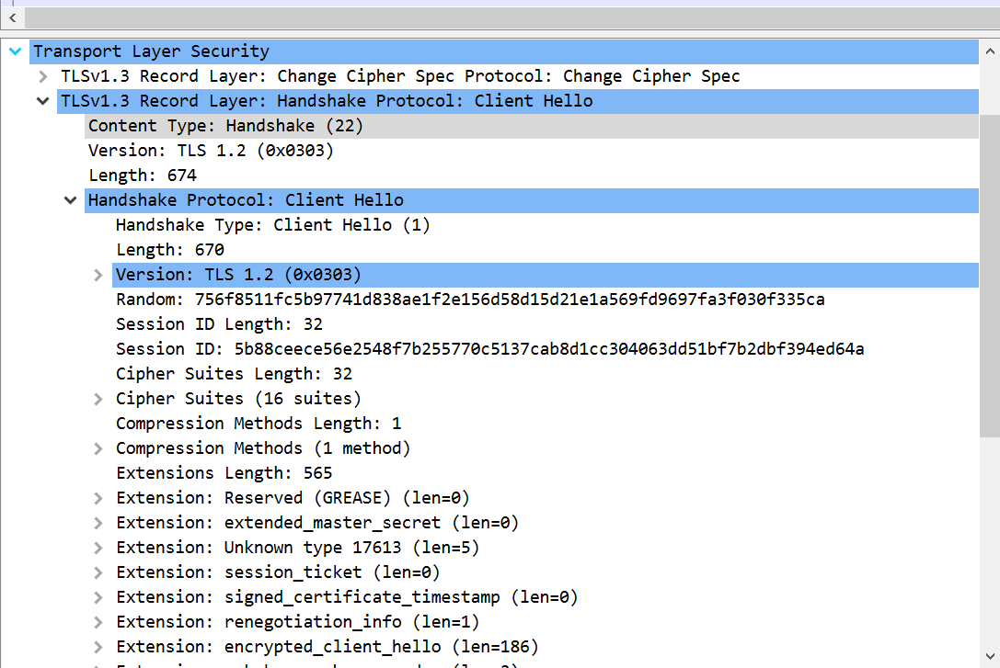 Transport Layer Security
TLSv1.3 Record Layer: Change Cipher Spec Protocol: Change Cipher Spec
TLSv1.3 Record Layer: Handshake Protocol: Client Hello
Content Type: Handshake (22)
Version: TLS 1.2 (0x0303)
Length: 674
Handshake Protocol: Client Hello
Handshake Type: Client Hello (1)
Length: 670
Version: TLS 1.2 (0x0303)
Random: 756f8511fc5b97741d838ae1f2e156d58d15d21e1a569fd9697fa3f030f335ca
Session ID Length: 32
Session ID: 5b88ceece56e2548f7b255770c5137cab8d1cc304063dd51bf7b2dbf394ed64a
Cipher Suites Length: 32
Cipher Suites (16 suites)
Compression Methods Length: 1
Compression Methods (1 method)
Extensions Length: 565
Extension: Reserved (GREASE) (len=0)
Extension: extended_master_secret (len=0)
Extension: Unknown type 17613 (len=5)
Extension: session_ticket (len=0)
Extension: signed_certificate_timestamp (len=0)
Extension: renegotiation_info (len=1)
Extension: encrypted_client_hello (len=186)